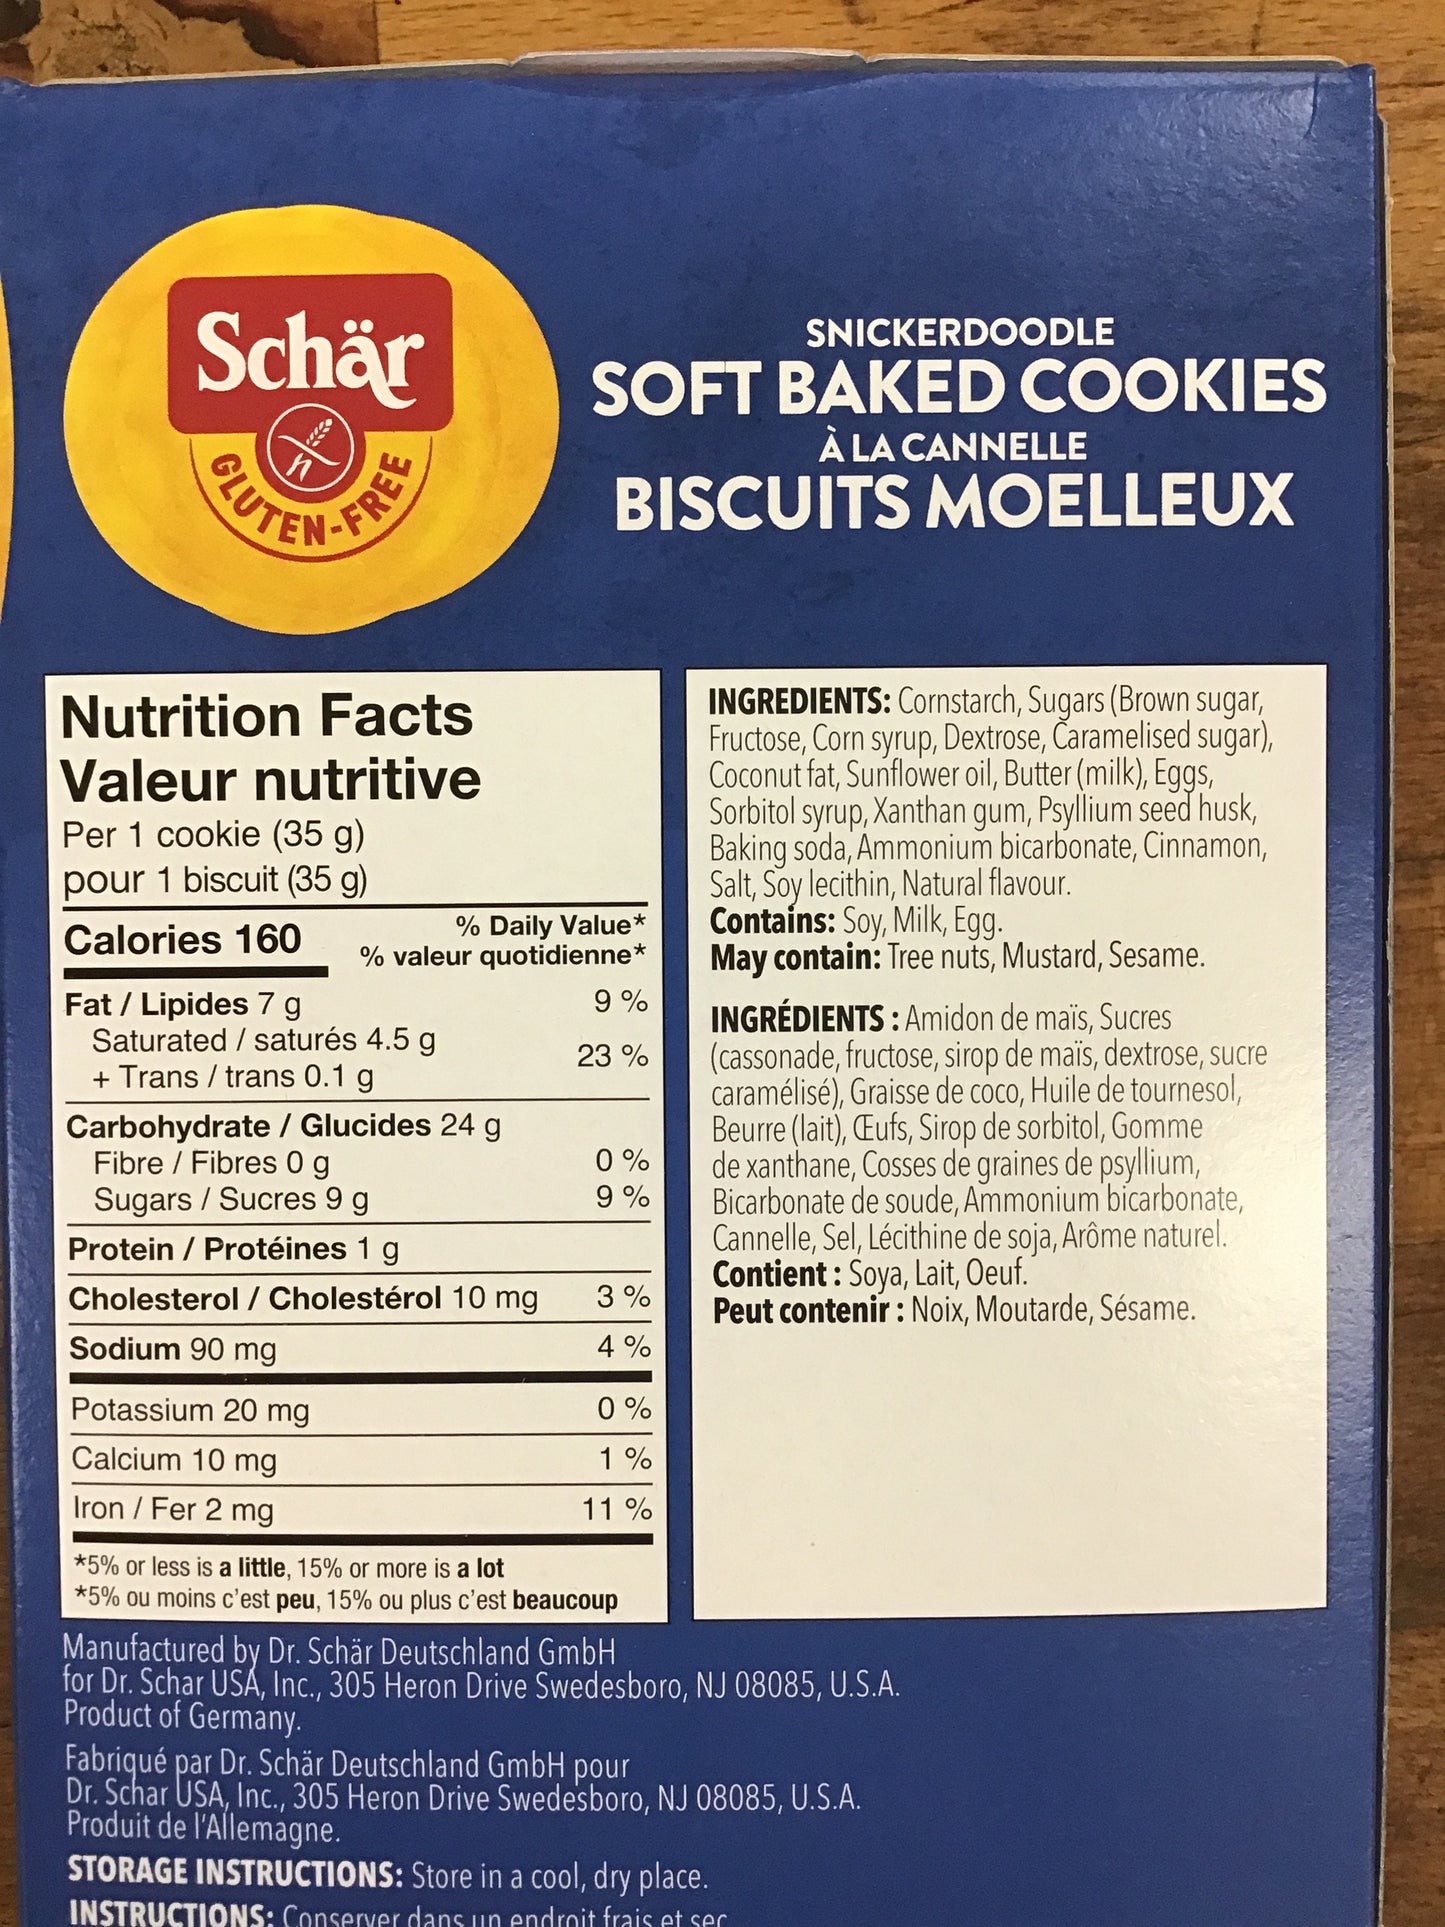 Schär
GLUTEN-FREE
SNICKERDOODLE
SOFT BAKED COOKIES
À LA CANNELLE
BISCUITS MOELLEUX
Nutrition Facts
Valeur nutritive
Per 1 cookie (35 g)
pour 1 biscuit (35 g)
Calories 160
% Daily Value*
% valeur quotidienne*
Fat / Lipides 7 g 9 %
Saturated / saturés 4.5 g
+ Trans / trans 0.1 g 23 %
Carbohydrate / Glucides 24 g
Fibre / Fibres 0 g 0 %
Sugars / Sucres 9 g 9 %
Protein / Protéines 1 g
Cholesterol / Cholestérol 10 mg 3 %
Sodium 90 mg 4 %
Potassium 20 mg 0 %
Calcium 10 mg 1 %
Iron / Fer 2 mg 11 %
*5% or less is a little, 15% or more is a lot
*5% ou moins c'est peu, 15% ou plus c'est beaucoup
INGREDIENTS: Cornstarch, Sugars (Brown sugar,
Fructose, Corn syrup, Dextrose, Caramelised sugar),
Coconut fat, Sunflower oil, Butter (milk), Eggs,
Sorbitol syrup, Xanthan gum, Psyllium seed husk,
Baking soda, Ammonium bicarbonate, Cinnamon,
Salt, Soy lecithin, Natural flavour.
Contains: Soy, Milk, Egg.
May contain: Tree nuts, Mustard, Sesame.
INGRÉDIENTS : Amidon de maïs, Sucres
(cassonade, fructose, sirop de maïs, dextrose, sucre
caramélisé), Graisse de coco, Huile de tournesol,
Beurre (lait), Œufs, Sirop de sorbitol, Gomme
de xanthane, Cosses de graines de psyllium,
Bicarbonate de soude, Ammonium bicarbonate,
Cannelle, Sel, Lécithine de soja, Arôme naturel.
Contient : Soya, Lait, Oeuf.
Peut contenir : Noix, Moutarde, Sésame.
Manufactured by Dr. Schär Deutschland GmbH
for Dr. Schar USA, Inc., 305 Heron Drive Swedesboro, NJ 08085, U.S.A.
Product of Germany.
Fabriqué par Dr. Schär Deutschland GmbH pour
Dr. Schar USA, Inc., 305 Heron Drive Swedesboro, NJ 08085, U.S.A.
Produit de l'Allemagne.
STORAGE INSTRUCTIONS: Store in a cool, dry place.
INSTRUCTIONS: Conserver dans un endroit frais et sec